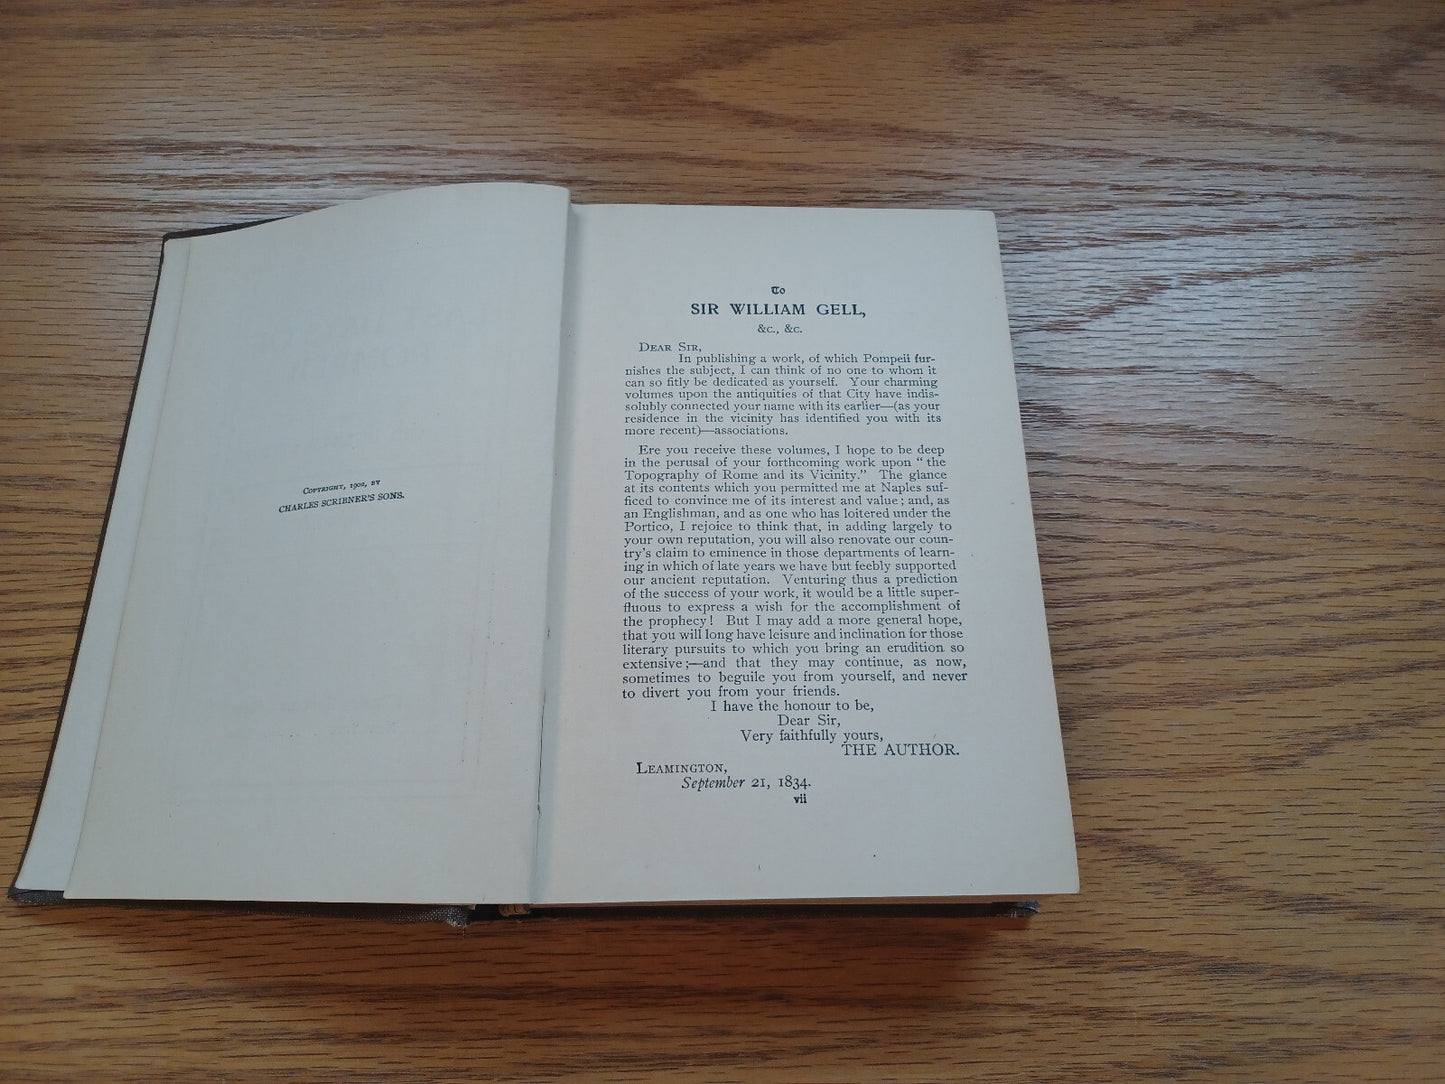 COPYRIGHT, 1902, BY
CHARLES SCRIBNER'S SONS.
To
SIR WILLIAM GELL,
&C., &C.
DEAR SIR,
In publishing a work, of which Pompeii fur-
nishes the subject, I can think of no one to whom it
can so fitly be dedicated as yourself. Your charming
volumes upon the antiquities of that City have indis-
solubly connected your name with its earlier—(as your
residence in the vicinity has identified you with its
more recent)—associations.
Ere you receive these volumes, I hope to be deep
in the perusal of your forthcoming work upon "the
Topography of Rome and its Vicinity." The glance
at its contents which you permitted me at Naples suf-
ficed to convince me of its interest and value; and, as
an Englishman, and as one who has loitered under the
Portico, I rejoice to think that, in adding largely to
your own reputation, you will also renovate our coun-
try's claim to eminence in those departments of learn-
ing in which of late years we have but feebly supported
our ancient reputation. Venturing thus a prediction
of the success of your work, it would be a little super-
fluous to express a wish for the accomplishment of
the prophecy! But I may add a more general hope,
that you will long have leisure and inclination for those
literary pursuits to which you bring an erudition so
extensive;—and that they may continue, as now,
sometimes to beguile you from yourself, and never
to divert you from your friends.
I have the honour to be,
Dear Sir,
Very faithfully yours,
THE AUTHOR.
LEAMINGTON,
September 21, 1834.
vii